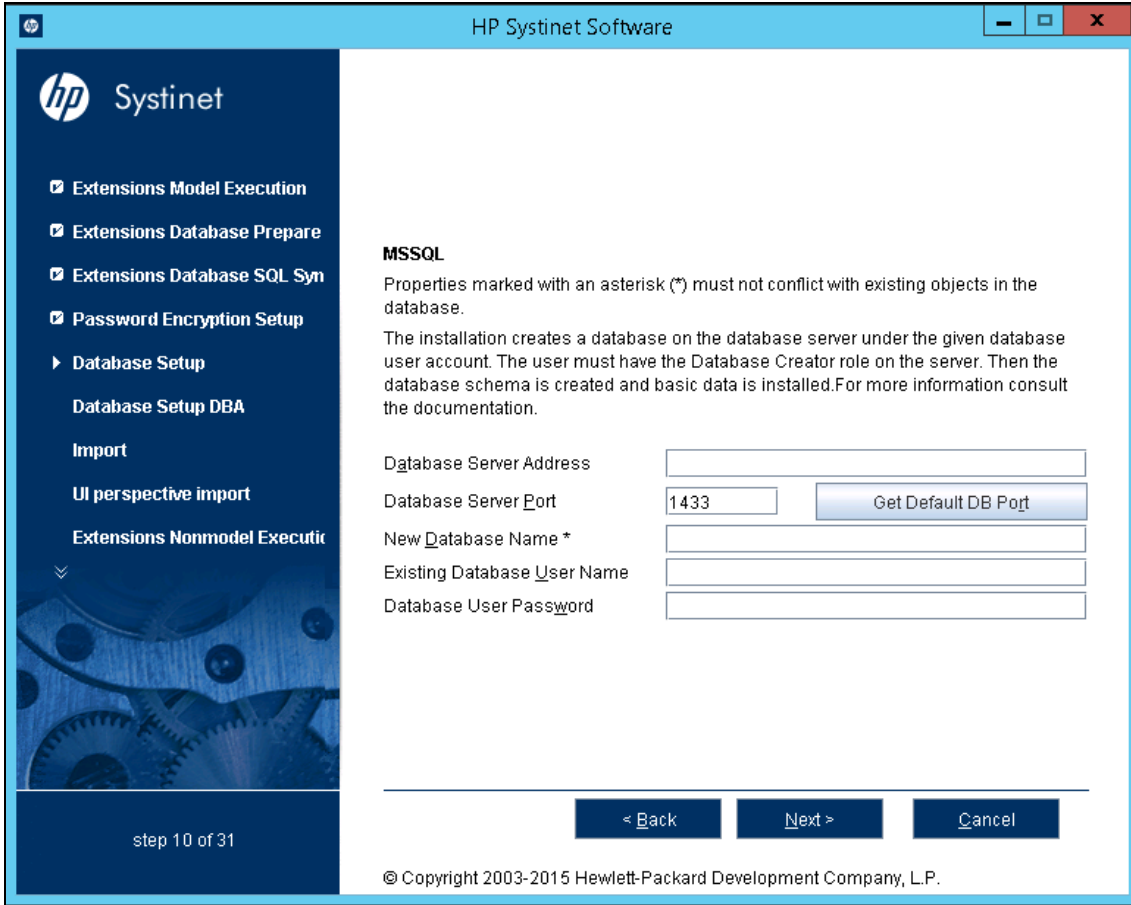 HP Systinet Software
hp Systinet
Extensions Model Execution
Extensions Database Prepare
Extensions Database SQL Syn
Password Encryption Setup
Database Setup
Database Setup DBA
Import
UI perspective import
Extensions Nonmodel Executic
step 10 of 31
MSSQL
Properties marked with an asterisk (*) must not conflict with existing objects in the
database.
The installation creates a database on the database server under the given database
user account. The user must have the Database Creator role on the server. Then the
database schema is created and basic data is installed.For more information consult
the documentation.
Database Server Address
Database Server Port 1433 Get Default DB Port
New Database Name *
Existing Database User Name
Database User Password
< Back Next > Cancel
© Copyright 2003-2015 Hewlett-Packard Development Company, L.P.